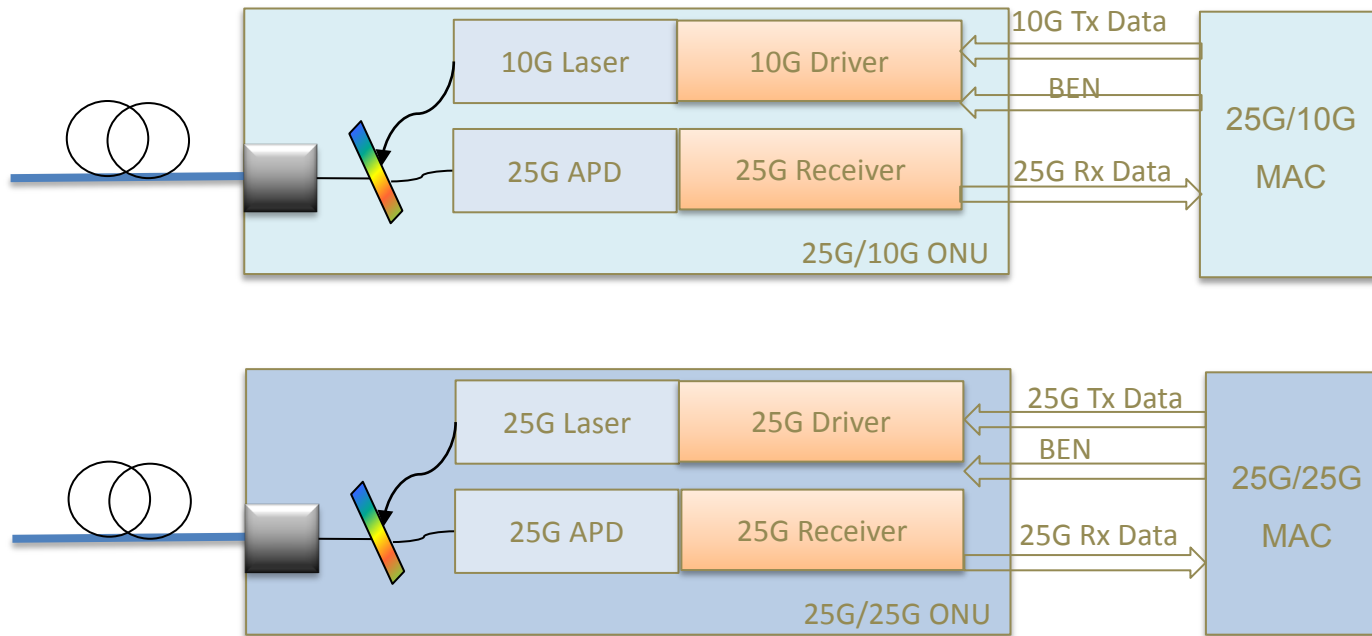 10G Laser
10G Driver
10G Tx Data
BEN
25G/10G
MAC
25G APD
25G Receiver
25G Rx Data
25G/10G ONU
25G Laser
25G Driver
25G Tx Data
BEN
25G/25G
MAC
25G APD
25G Receiver
25G Rx Data
25G/25G ONU